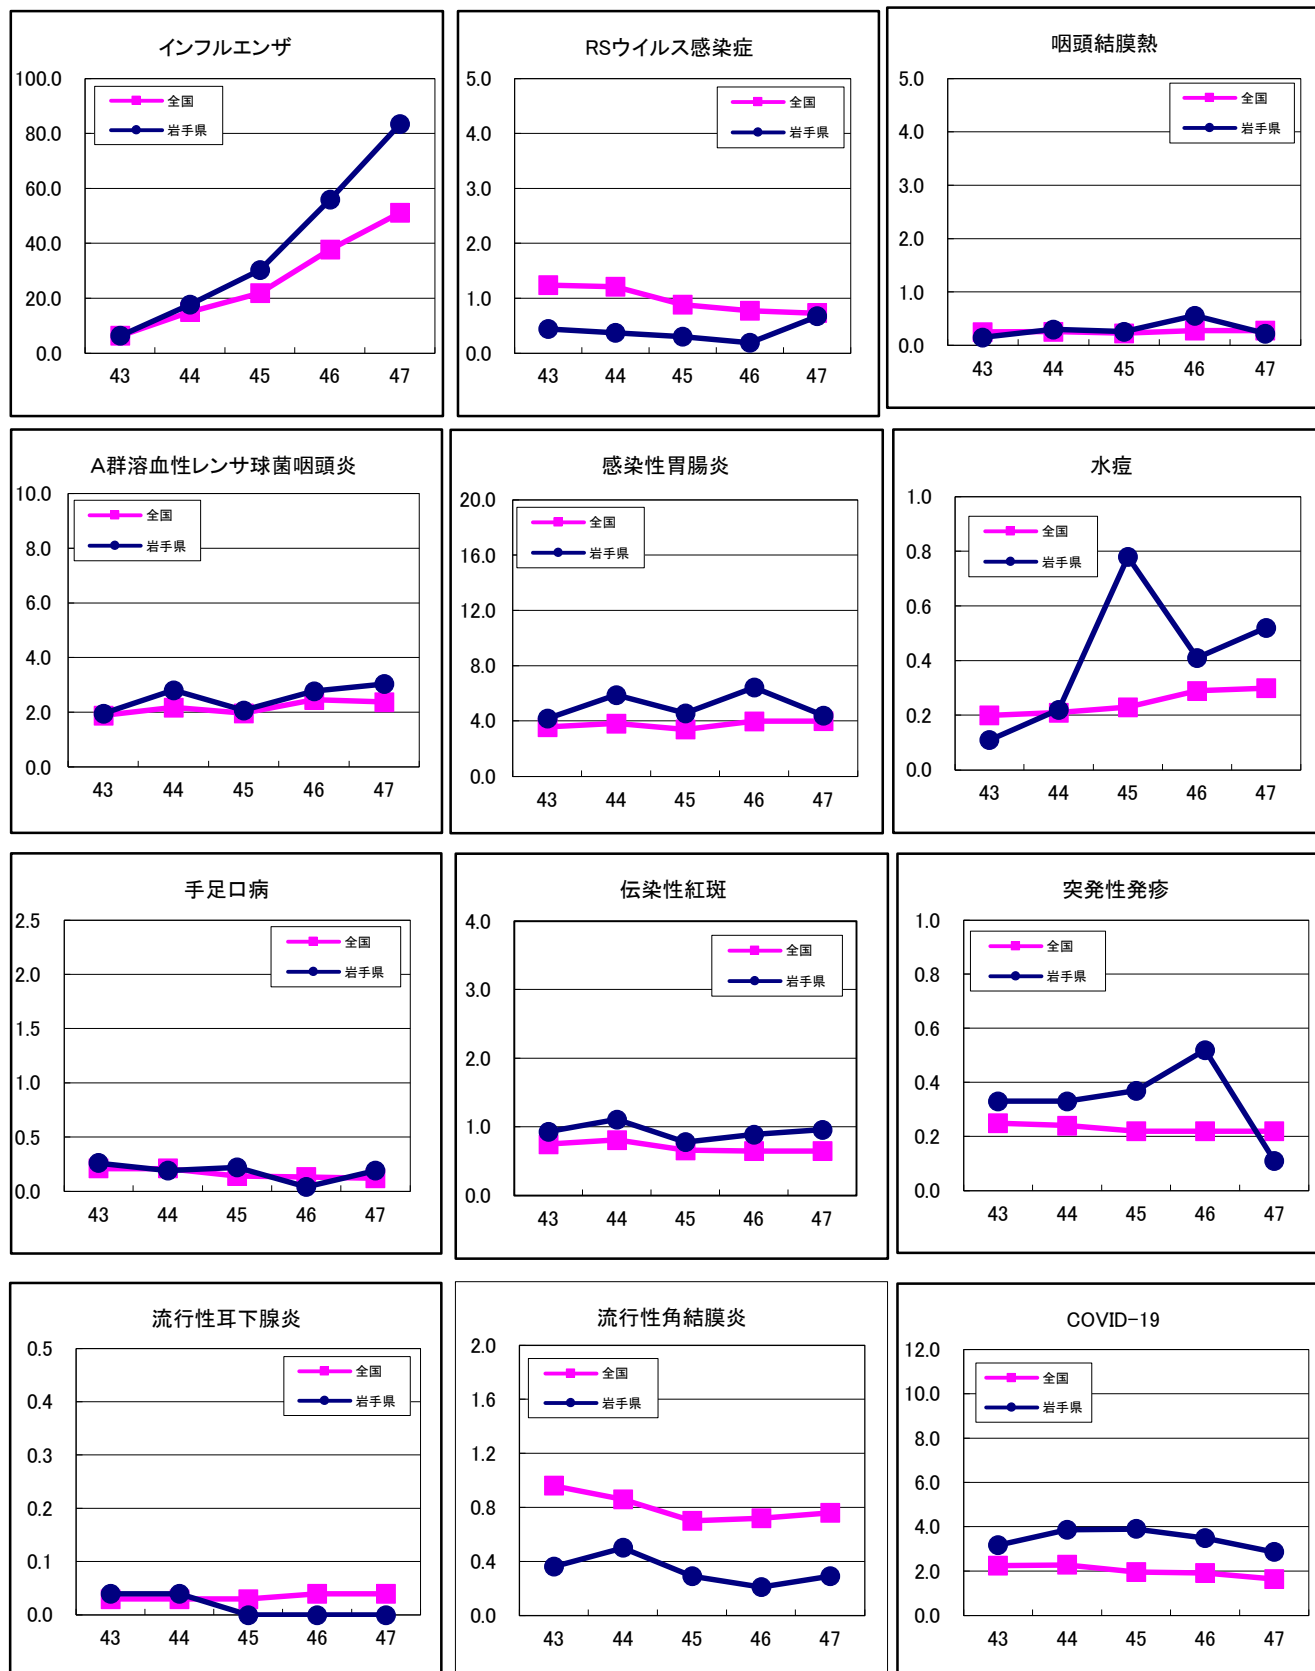 インフルエンザ
100.0
80.0
60.0
40.0
20.0
0.0
全国
岩手県
43 44 45 46 47
RSウイルス感染症
5.0
4.0
3.0
2.0
1.0
0.0
全国
岩手県
43 44 45 46 47
咽頭結膜熱
5.0
4.0
3.0
2.0
1.0
0.0
全国
岩手県
43 44 45 46 47
A群溶血性レンサ球菌咽頭炎
10.0
8.0
6.0
4.0
2.0
0.0
全国
岩手県
43 44 45 46 47
感染性胃腸炎
20.0
16.0
12.0
8.0
4.0
0.0
全国
岩手県
43 44 45 46 47
水痘
1.0
0.8
0.6
0.4
0.2
0.0
全国
岩手県
43 44 45 46 47
手足口病
2.5
2.0
1.5
1.0
0.5
0.0
全国
岩手県
43 44 45 46 47
伝染性紅斑
4.0
3.0
2.0
1.0
0.0
全国
岩手県
43 44 45 46 47
突発性発疹
1.0
0.8
0.6
0.4
0.2
0.0
全国
岩手県
43 44 45 46 47
流行性耳下腺炎
0.5
0.4
0.3
0.2
0.1
0.0
全国
岩手県
43 44 45 46 47
流行性角結膜炎
2.0
1.6
1.2
0.8
0.4
0.0
全国
岩手県
43 44 45 46 47
COVID-19
12.0
10.0
8.0
6.0
4.0
2.0
0.0
全国
岩手県
43 44 45 46 47